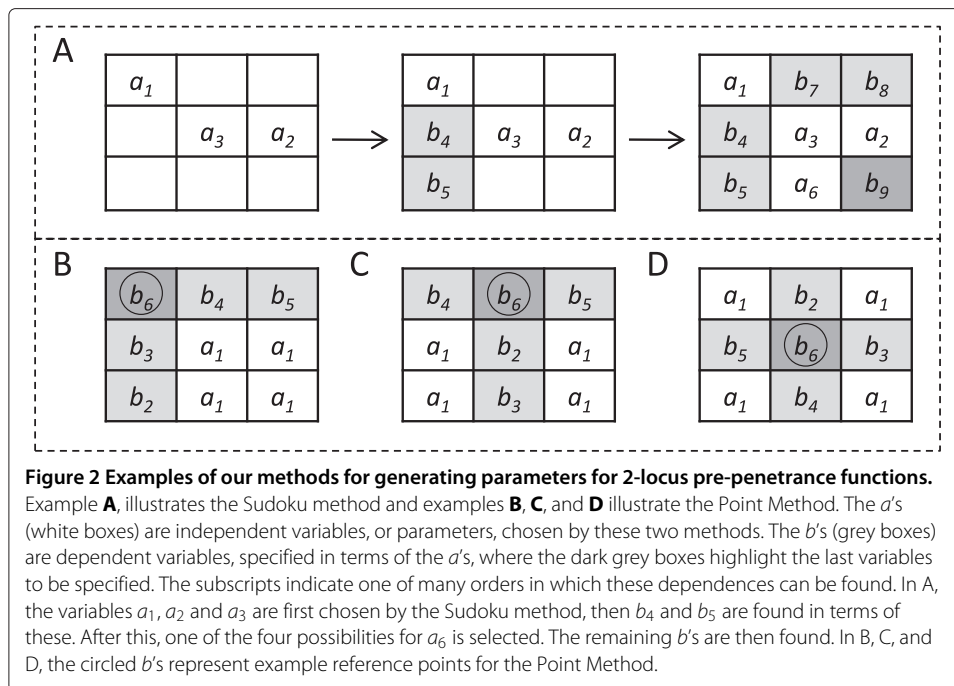 A
a₁
a₃ a₂
a₁
b₄ a₃ a₂
b₅
a₁ b₇ b₈
b₄ a₃ a₂
b₅ a₆ b₉
B
b₆ b₄ b₅
b₃ a₁ a₁
b₂ a₁ a₁
C
b₄ b₆ b₅
a₁ b₂ a₁
a₁ b₃ a₁
D
a₁ b₂ a₁
b₅ b₆ b₃
a₁ b₄ a₁
Figure 2 Examples of our methods for generating parameters for 2-locus pre-penetrance functions.
Example A, illustrates the Sudoku method and examples B, C, and D illustrate the Point Method. The a's
(white boxes) are independent variables, or parameters, chosen by these two methods. The b's (grey boxes)
are dependent variables, specified in terms of the a's, where the dark grey boxes highlight the last variables
to be specified. The subscripts indicate one of many orders in which these dependences can be found. In A,
the variables a₁, a₂ and a₃ are first chosen by the Sudoku method, then b₄ and b₅ are found in terms of
these. After this, one of the four possibilities for a₆ is selected. The remaining b's are then found. In B, C, and
D, the circled b's represent example reference points for the Point Method.